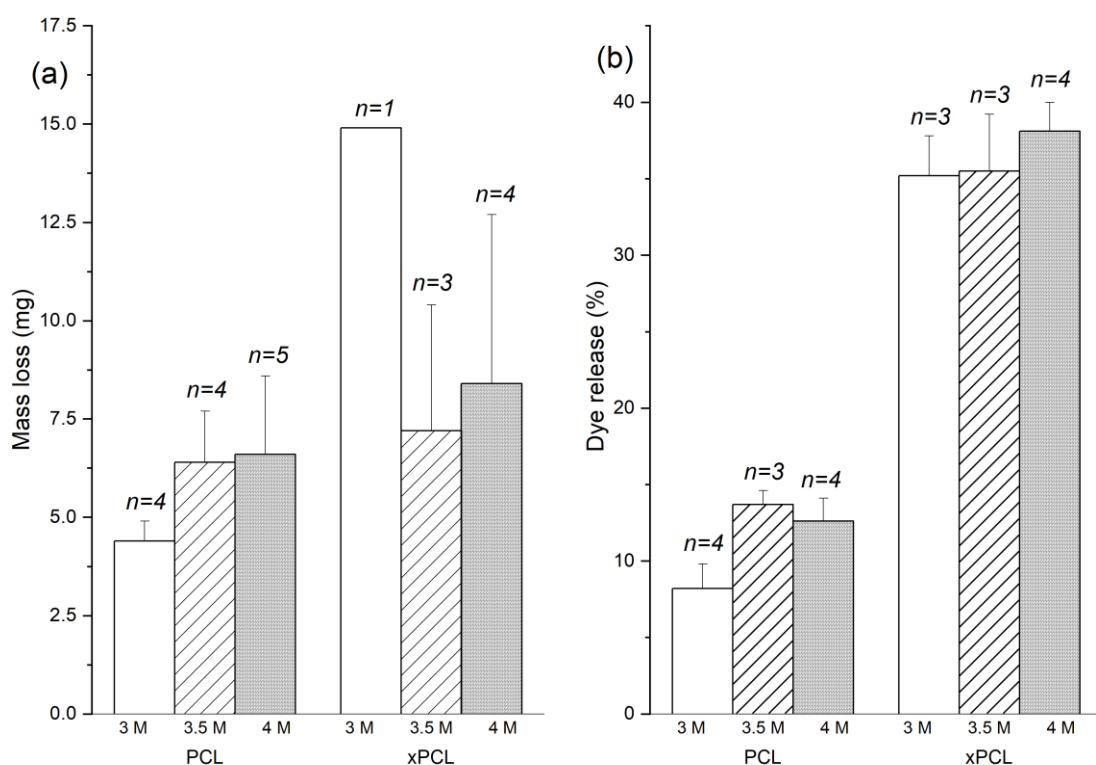 (a)
Mass loss (mg)
17.5
15.0
12.5
10.0
7.5
5.0
2.5
0.0
n=4
n=4
n=5
n=1
n=3
n=4
3 M 3.5 M 4 M 3 M 3.5 M 4 M
PCL xPCL
(b)
Dye release (%)
40
30
20
10
0
n=4
n=3
n=4
n=3
n=3
n=4
3 M 3.5 M 4 M 3 M 3.5 M 4 M
PCL xPCL